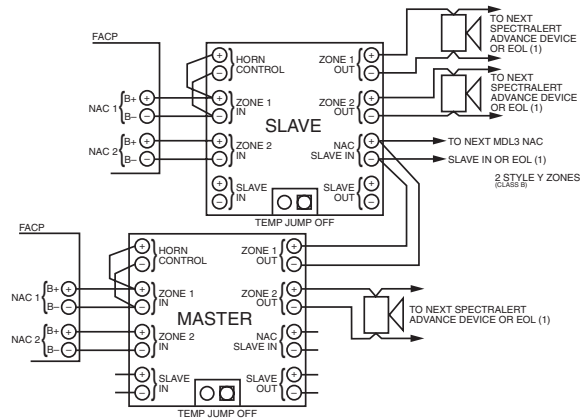 FACP
NAC 1
B+
B–
NAC 2
B+
B–
+
–
HORN
CONTROL
ZONE 1
IN
ZONE 2
IN
SLAVE
IN
SLAVE
TEMP JUMP OFF
ZONE 1
OUT
ZONE 2
OUT
NAC
SLAVE IN
SLAVE
OUT
TO NEXT
SPECTRALERT
ADVANCE DEVICE
OR EOL (1)
TO NEXT
SPECTRALERT
ADVANCE DEVICE
OR EOL (1)
TO NEXT MDL3 NAC
SLAVE IN OR EOL (1)
2 STYLE Y ZONES
(CLASS B)
FACP
NAC 1
B+
B–
NAC 2
B+
B–
HORN
CONTROL
ZONE 1
IN
ZONE 2
IN
SLAVE
IN
MASTER
TEMP JUMP OFF
ZONE 1
OUT
ZONE 2
OUT
NAC
SLAVE IN
SLAVE
OUT
TO NEXT SPECTRALERT
ADVANCE DEVICE OR EOL (1)